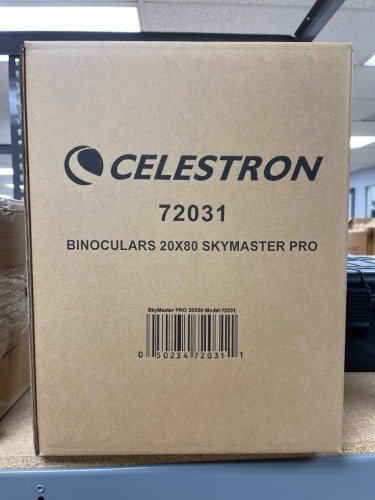 CELESTRON
72031
BINOCULARS 20X80 SKYMASTER PRO
SkyMaster PRO 20X80 Model:72031
0 50234 72031 1